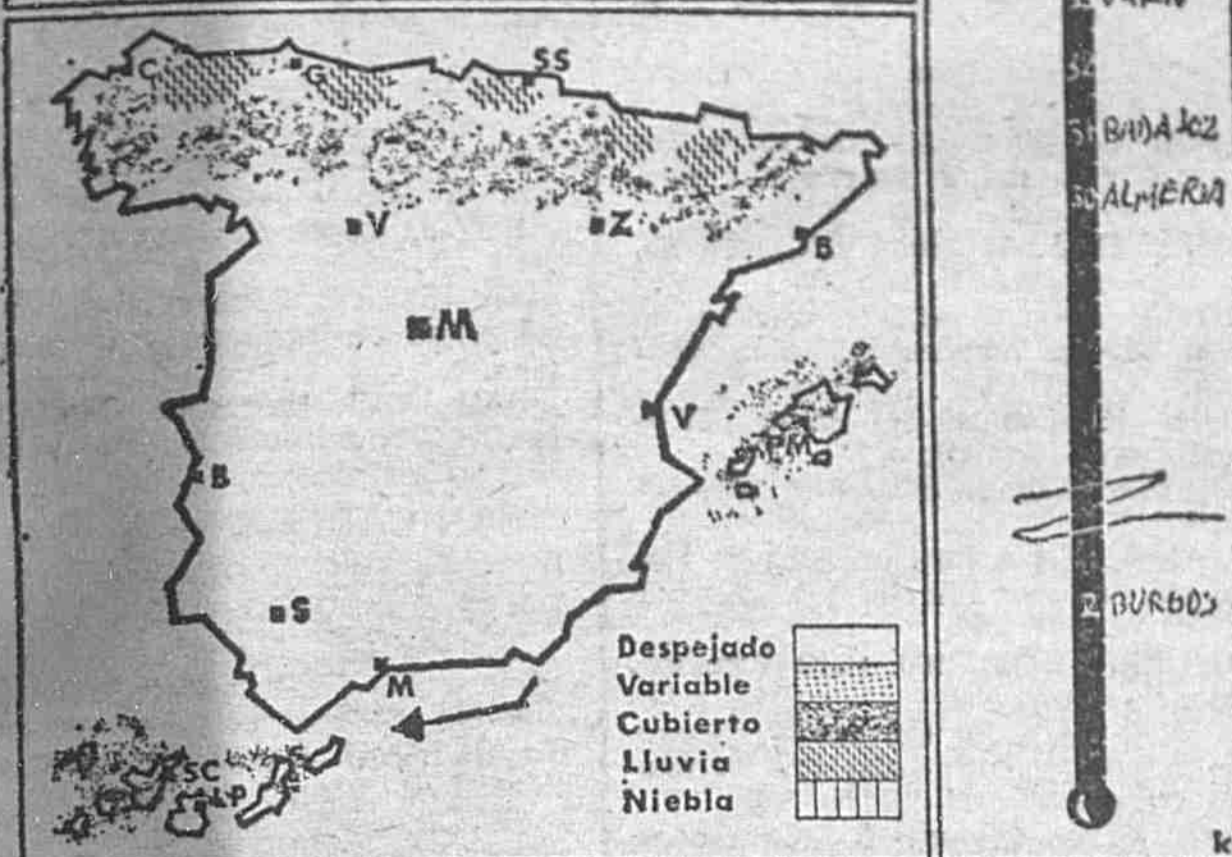 C
G
SS
V
Z
B
M
V
PM
B
S
M
SC
LP
Despejado
Variable
Cubierto
Lluvia
Niebla
BADAJOZ
ALMERIA
BURGOS